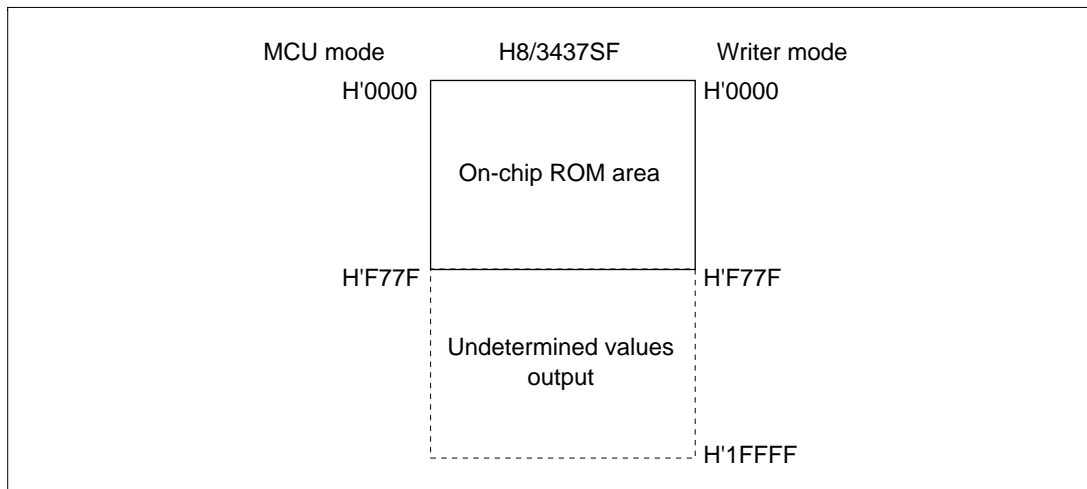 MCU mode H8/3437SF Writer mode
H'0000 H'0000
On-chip ROM area
H'F77F H'F77F
Undetermined values
output
H'1FFFF